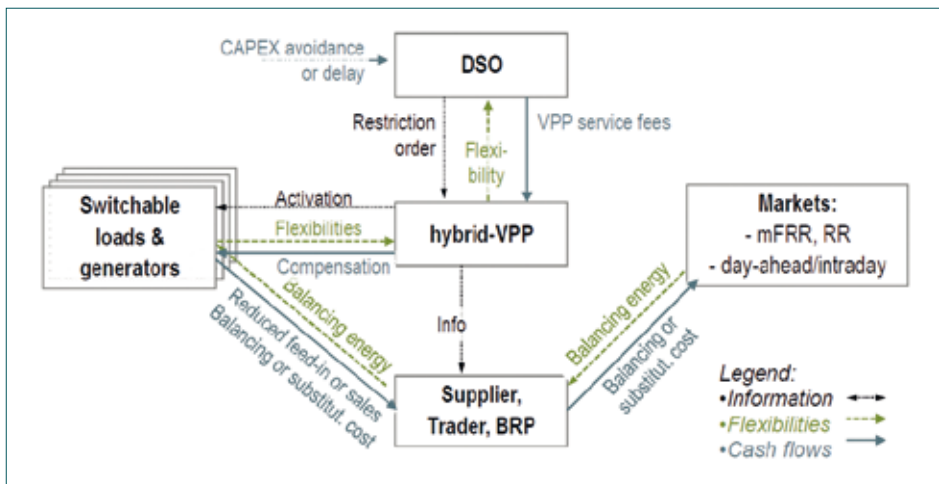 CAPEX avoidance
or delay
DSO
Restriction
order
Flexi-
bility
VPP service fees
Switchable
loads &
generators
Activation
Flexibilities
Compensation
hybrid-VPP
Markets:
- mFRR, RR
- day-ahead/intraday
Balancing energy
Reduced feed-in or sales
Balancing or substitut. cost
Info
Balancing energy
Balancing or
substitut. cost
Supplier,
Trader, BRP
Legend:
•Information
•Flexibilities
•Cash flows